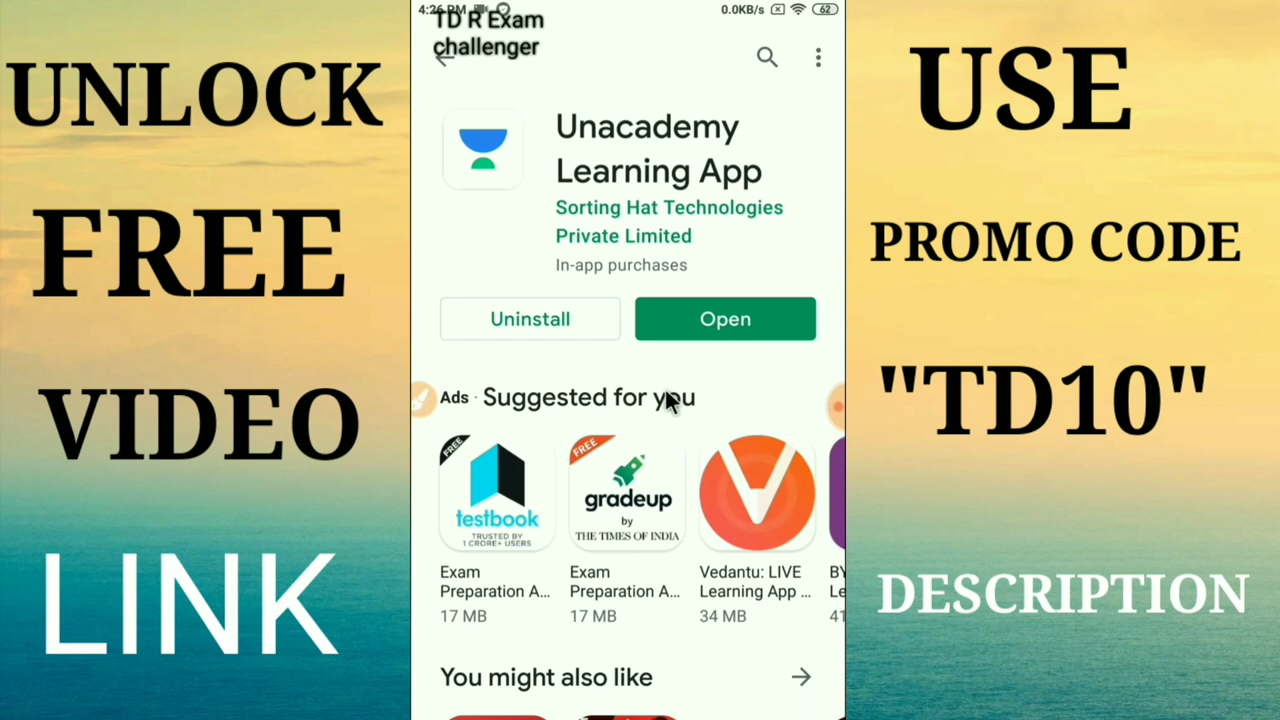 UNLOCK
FREE
VIDEO
LINK
4:26 PM
0.0KB/s
62
TD R Exam
challenger
Unacademy
Learning App
Sorting Hat Technologies
Private Limited
In-app purchases
Uninstall
Open
Ads · Suggested for you
FREE
testbook
TRUSTED BY
1 CRORE+ USERS
FREE
gradeup
by
THE TIMES OF INDIA
Exam
Preparation A...
17 MB
Exam
Preparation A...
17 MB
Vedantu: LIVE
Learning App ...
34 MB
BY
Le
41
You might also like
USE
PROMO CODE
"TD10"
DESCRIPTION